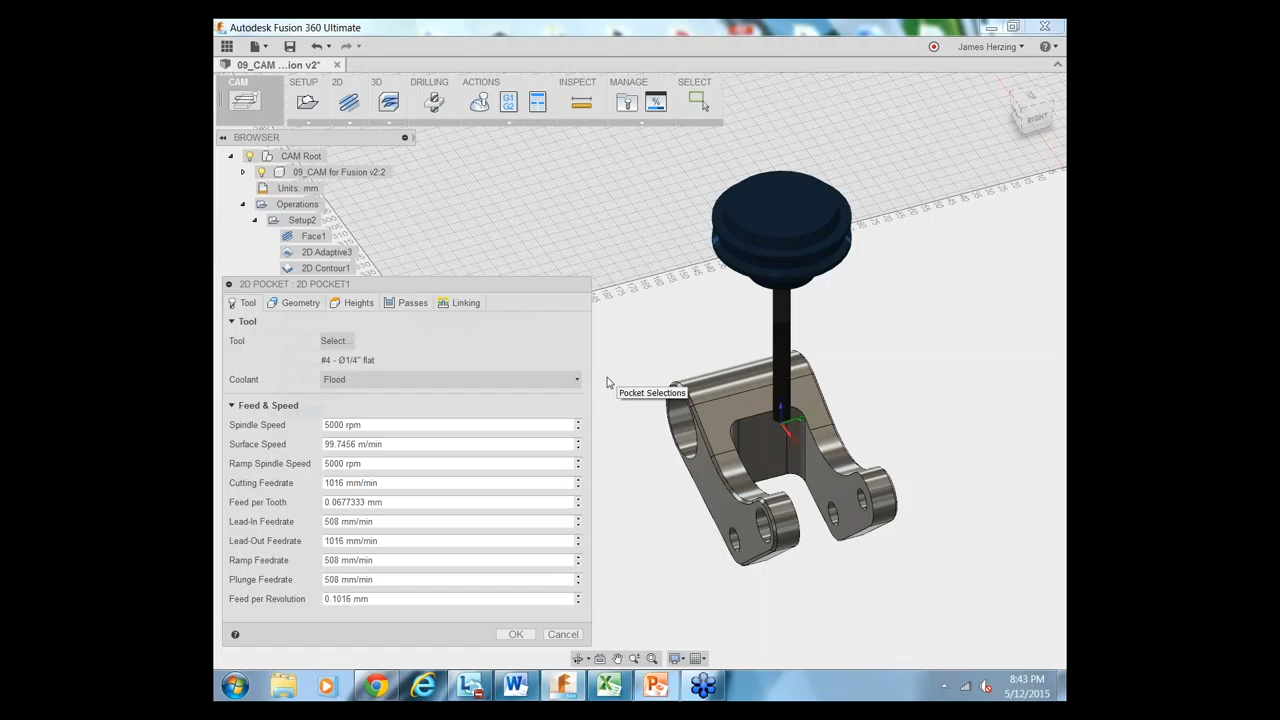 Autodesk Fusion 360 Ultimate
James Herzing
09_CAM ...ion v2*
CAM
SETUP
2D
3D
DRILLING
ACTIONS
INSPECT
MANAGE
SELECT
G1
G2
%
RIGHT
BROWSER
CAM Root
09_CAM for Fusion v2:2
Units: mm
Operations
Setup2
Face1
2D Adaptive3
2D Contour1
2D POCKET : 2D POCKET1
Tool
Geometry
Heights
Passes
Linking
Tool
Tool
Select...
#4 - Ø1/4" flat
Coolant
Flood
Pocket Selections
Feed & Speed
Spindle Speed
5000 rpm
Surface Speed
99.7456 m/min
Ramp Spindle Speed
5000 rpm
Cutting Feedrate
1016 mm/min
Feed per Tooth
0.0677333 mm
Lead-In Feedrate
508 mm/min
Lead-Out Feedrate
1016 mm/min
Ramp Feedrate
508 mm/min
Plunge Feedrate
508 mm/min
Feed per Revolution
0.1016 mm
OK
Cancel
8:43 PM
5/12/2015